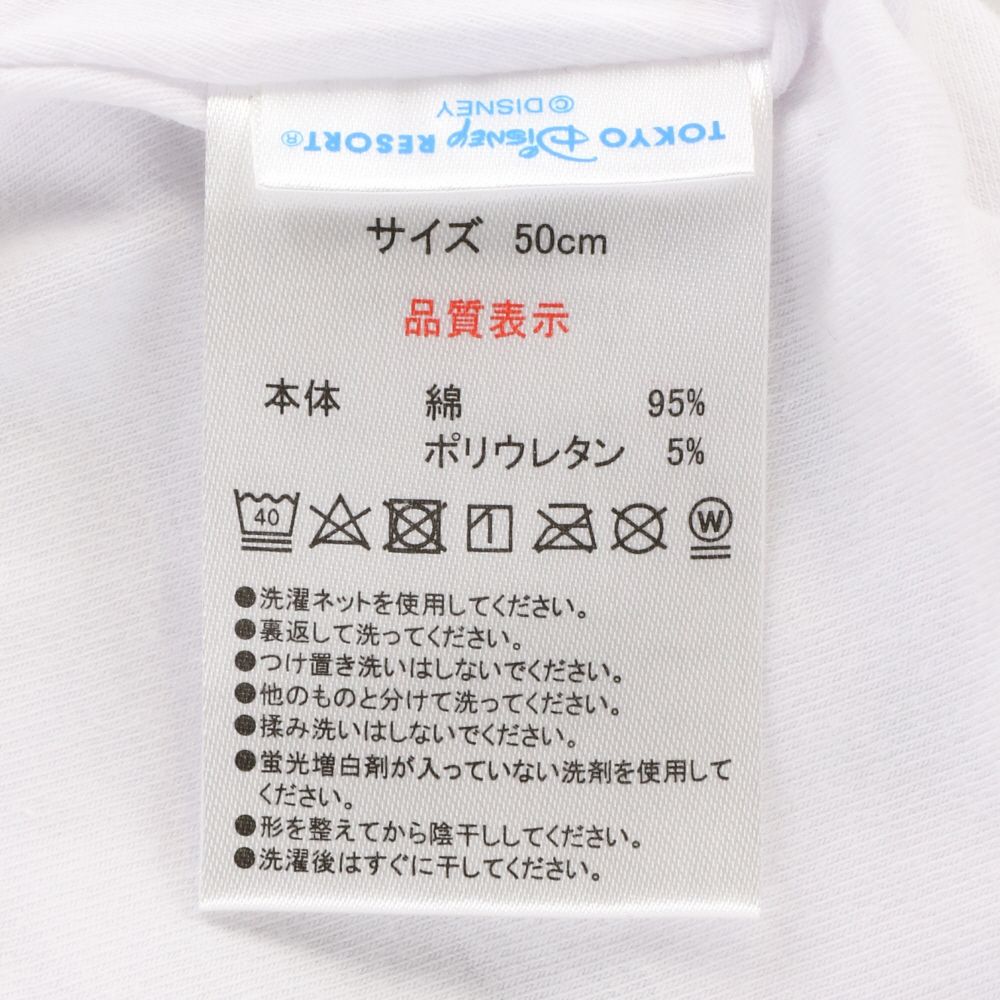 TOKYO DISNEY RESORT®
©DISNEY
サイズ 50cm
品質表示
本体 綿 95%
ポリウレタン 5%
40 W
●洗濯ネットを使用してください。
●裏返して洗ってください。
●つけ置き洗いはしないでください。
●他のものと分けて洗ってください。
●揉み洗いはしないでください。
●蛍光増白剤が入っていない洗剤を使用して
ください。
●形を整えてから陰干ししてください。
●洗濯後はすぐに干してください。